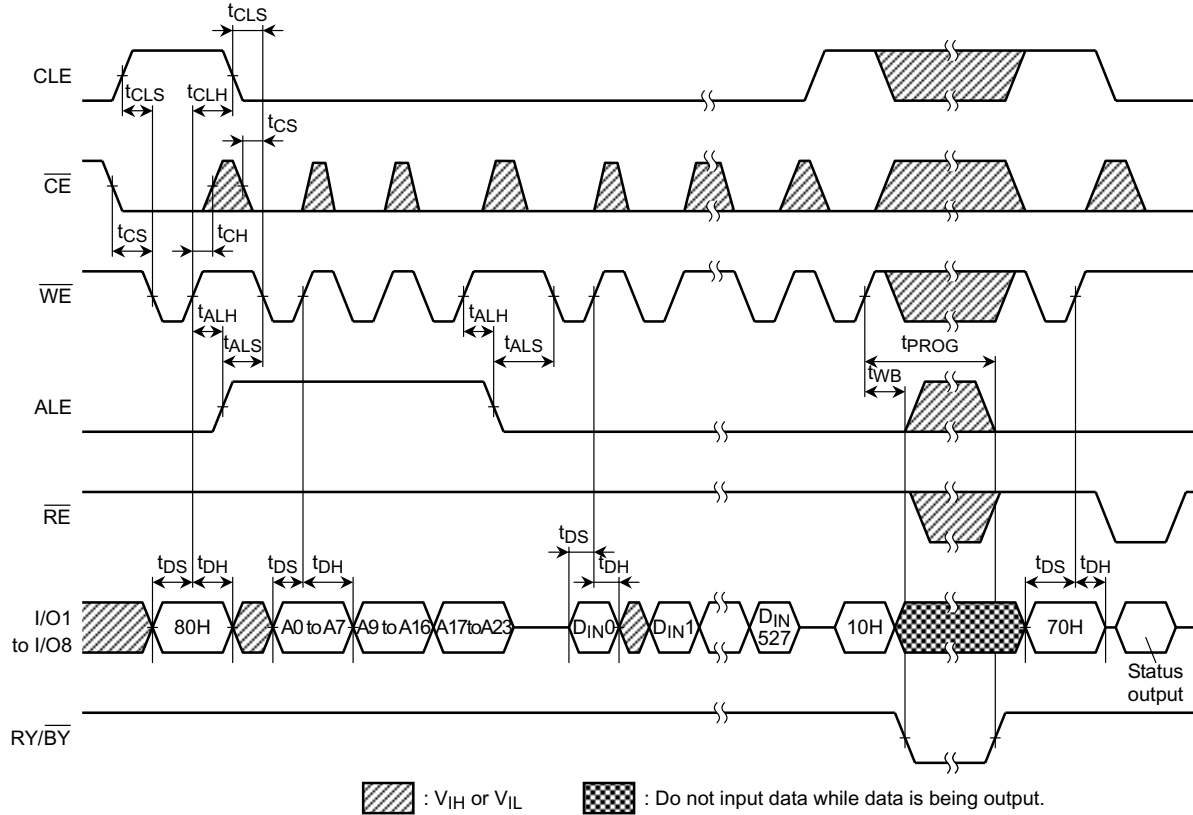 tCLS
CLE
tCLS
tCLH
tCS
CE
tCS
tCH
WE
tALH
tALH
tALS
tALS
tPROG
tWB
ALE
RE
tDS
tDS
tDH
tDS
tDH
tDH
tDS
tDH
I/O1
to I/O8
80H
A0 to A7
A9 to A16
A17 to A23
DIN0
DIN1
DIN
527
10H
70H
Status
output
RY/BY
: VIH or VIL
: Do not input data while data is being output.